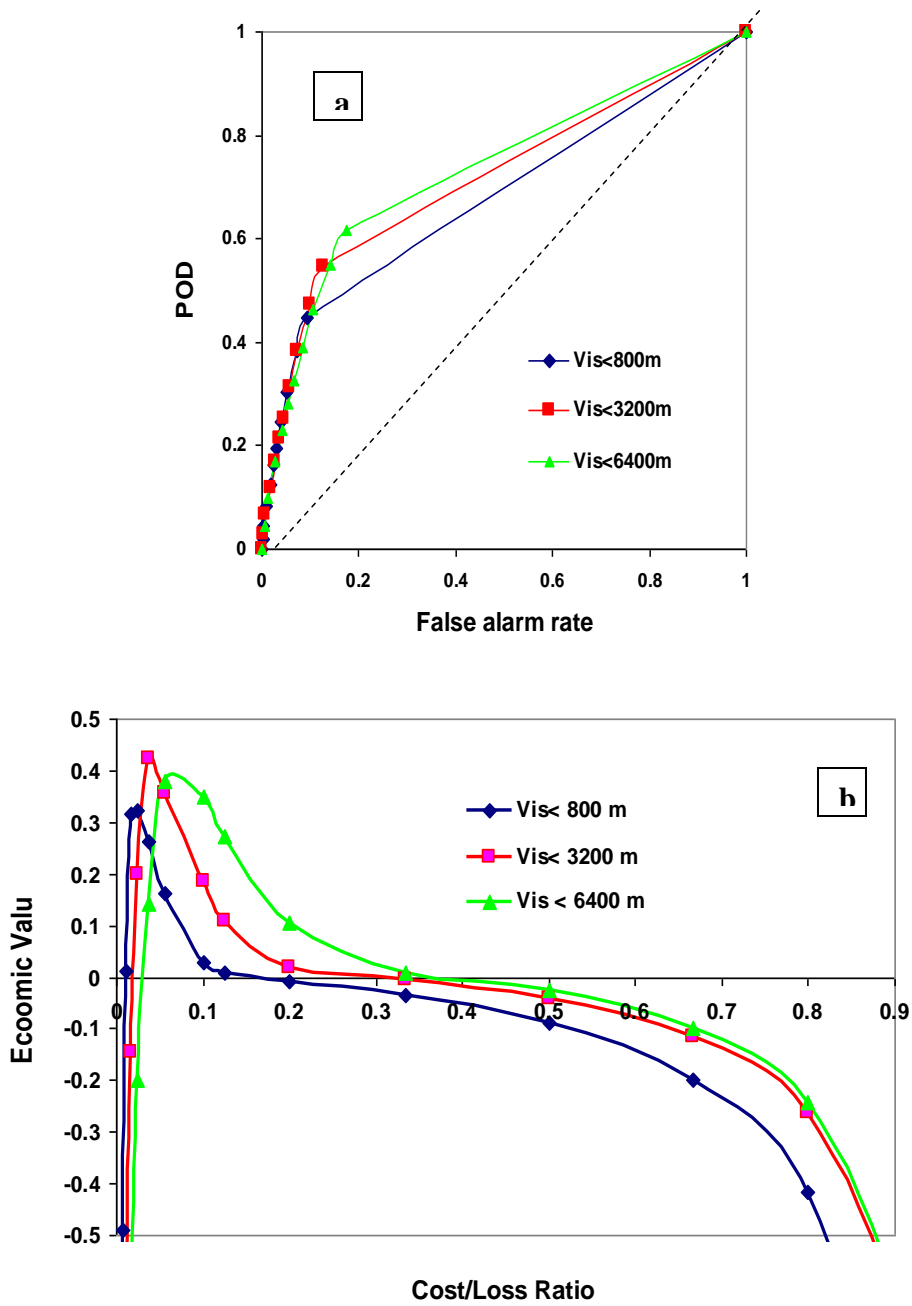 1
0.8
0.6
0.4
0.2
0
a
POD
Vis<800m
Vis<3200m
Vis<6400m
0 0.2 0.4 0.6 0.8 1
False alarm rate
0.5
0.4
0.3
0.2
0.1
0
-0.1
-0.2
-0.3
-0.4
-0.5
b
Ecoomic Valu
Vis< 800 m
Vis< 3200 m
Vis < 6400 m
0 0.1 0.2 0.3 0.4 0.5 0.6 0.7 0.8 0.9
Cost/Loss Ratio